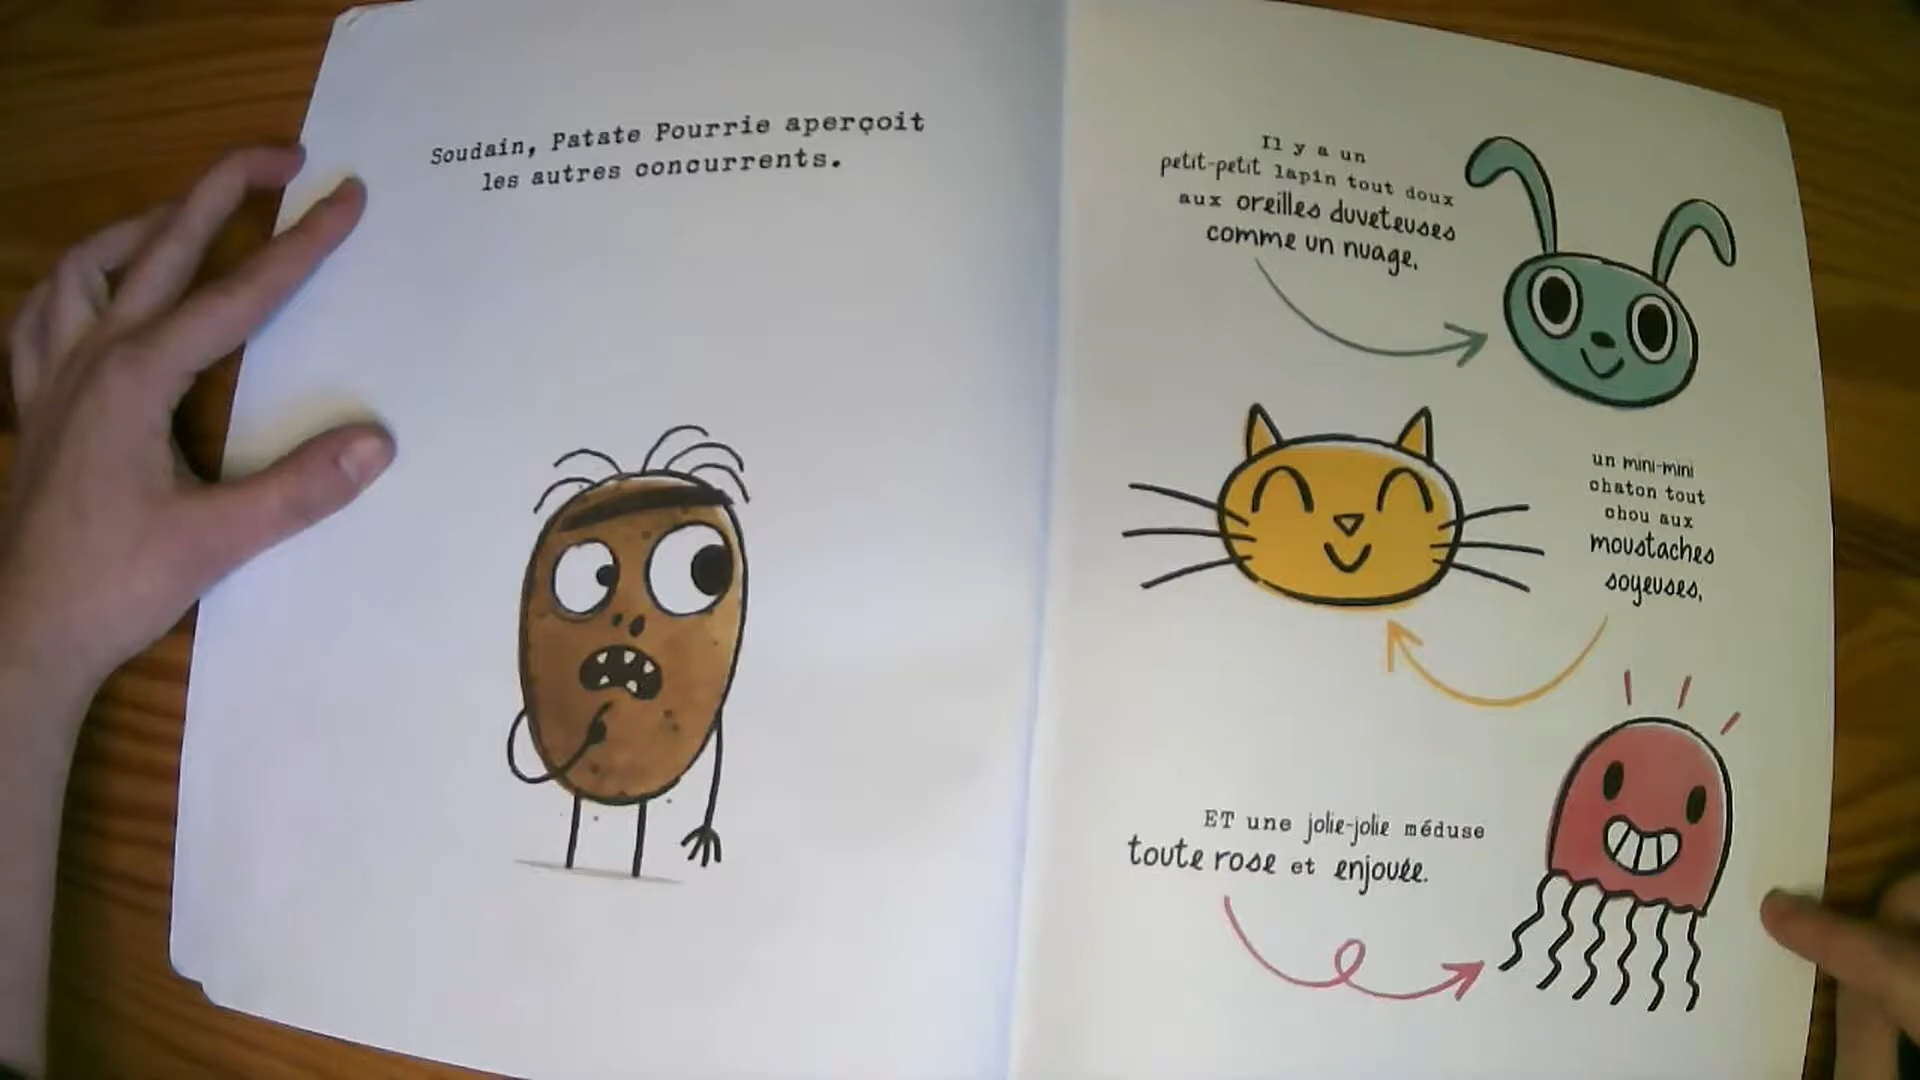 Soudain, Patate Pourrie aperçoit
les autres concurrents.
Il y a un
petit-petit lapin tout doux
aux oreilles duveteuses
comme un nuage,
un mini-mini
chaton tout
chou aux
moustaches
soyeuses,
ET une jolie-jolie méduse
toute rose et enjouée.